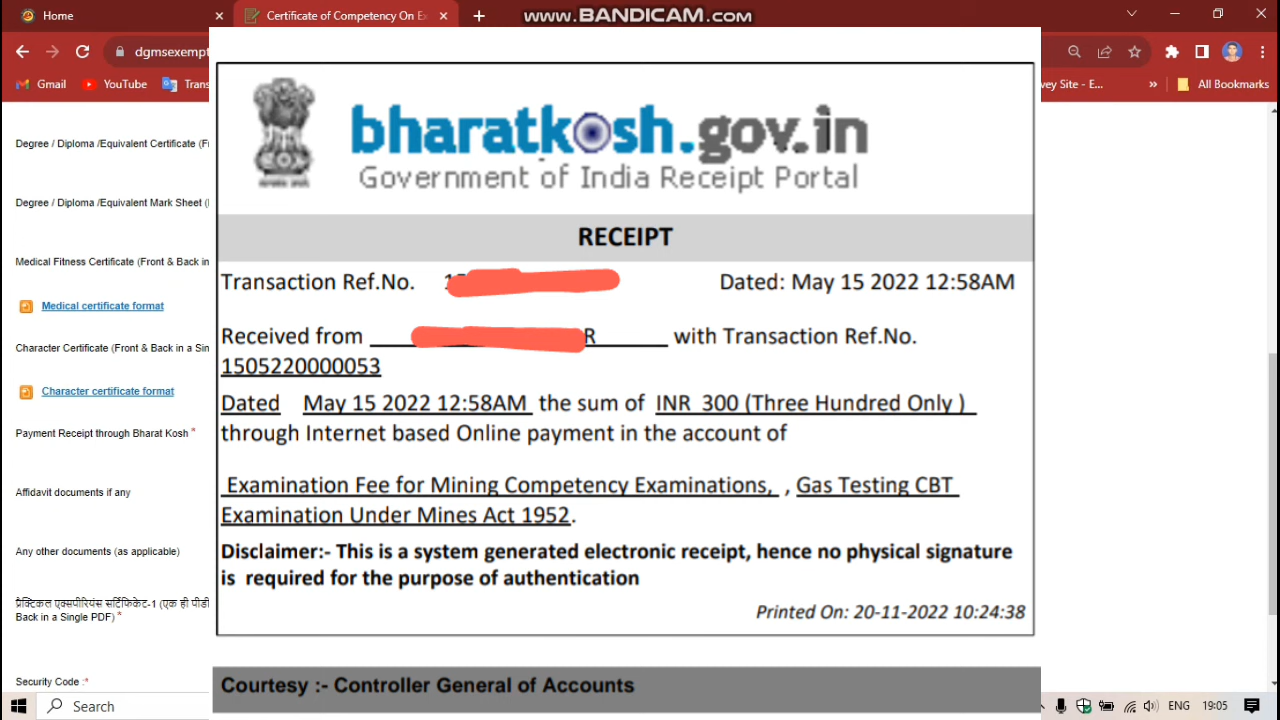 Home
Certificate of Competency On Ex
www.BANDICAM.com
dgmsexempt
Gmail
YouTube
Trans
vey Site - E...
»
All Bookmarks
Degree / Diploma /Equivalent Certificate (F
Degree / Diploma /Equivalent Mark Sheet (
Medical Fitness Certificate (Front & Back in
Medical certificate format
Character Certificate (Front & Back in a Sin
Character certificate format
Payment Receipt through Bharat Kosh *
Affidavit documents if any
Any other documents (as applicable)
प्रैक्टिकल एक्सपीरियंस सर्टिफिकेट-1 (एक ही पीडी
Back in a Single PDF) *
Security Code :*
bharatkosh.gov.in
Government of India Receipt Portal
RECEIPT
Transaction Ref.No. Dated: May 15 2022 12:58AM
Received from R with Transaction Ref.No.
1505220000053
Dated May 15 2022 12:58AM the sum of INR 300 (Three Hundred Only )
through Internet based Online payment in the account of
Examination Fee for Mining Competency Examinations, , Gas Testing CBT
Examination Under Mines Act 1952.
Disclaimer:- This is a system generated electronic receipt, hence no physical signature
is required for the purpose of authentication
Printed On: 20-11-2022 10:24:38
Courtesy :- Controller General of Accounts
Search
ENG
19:05